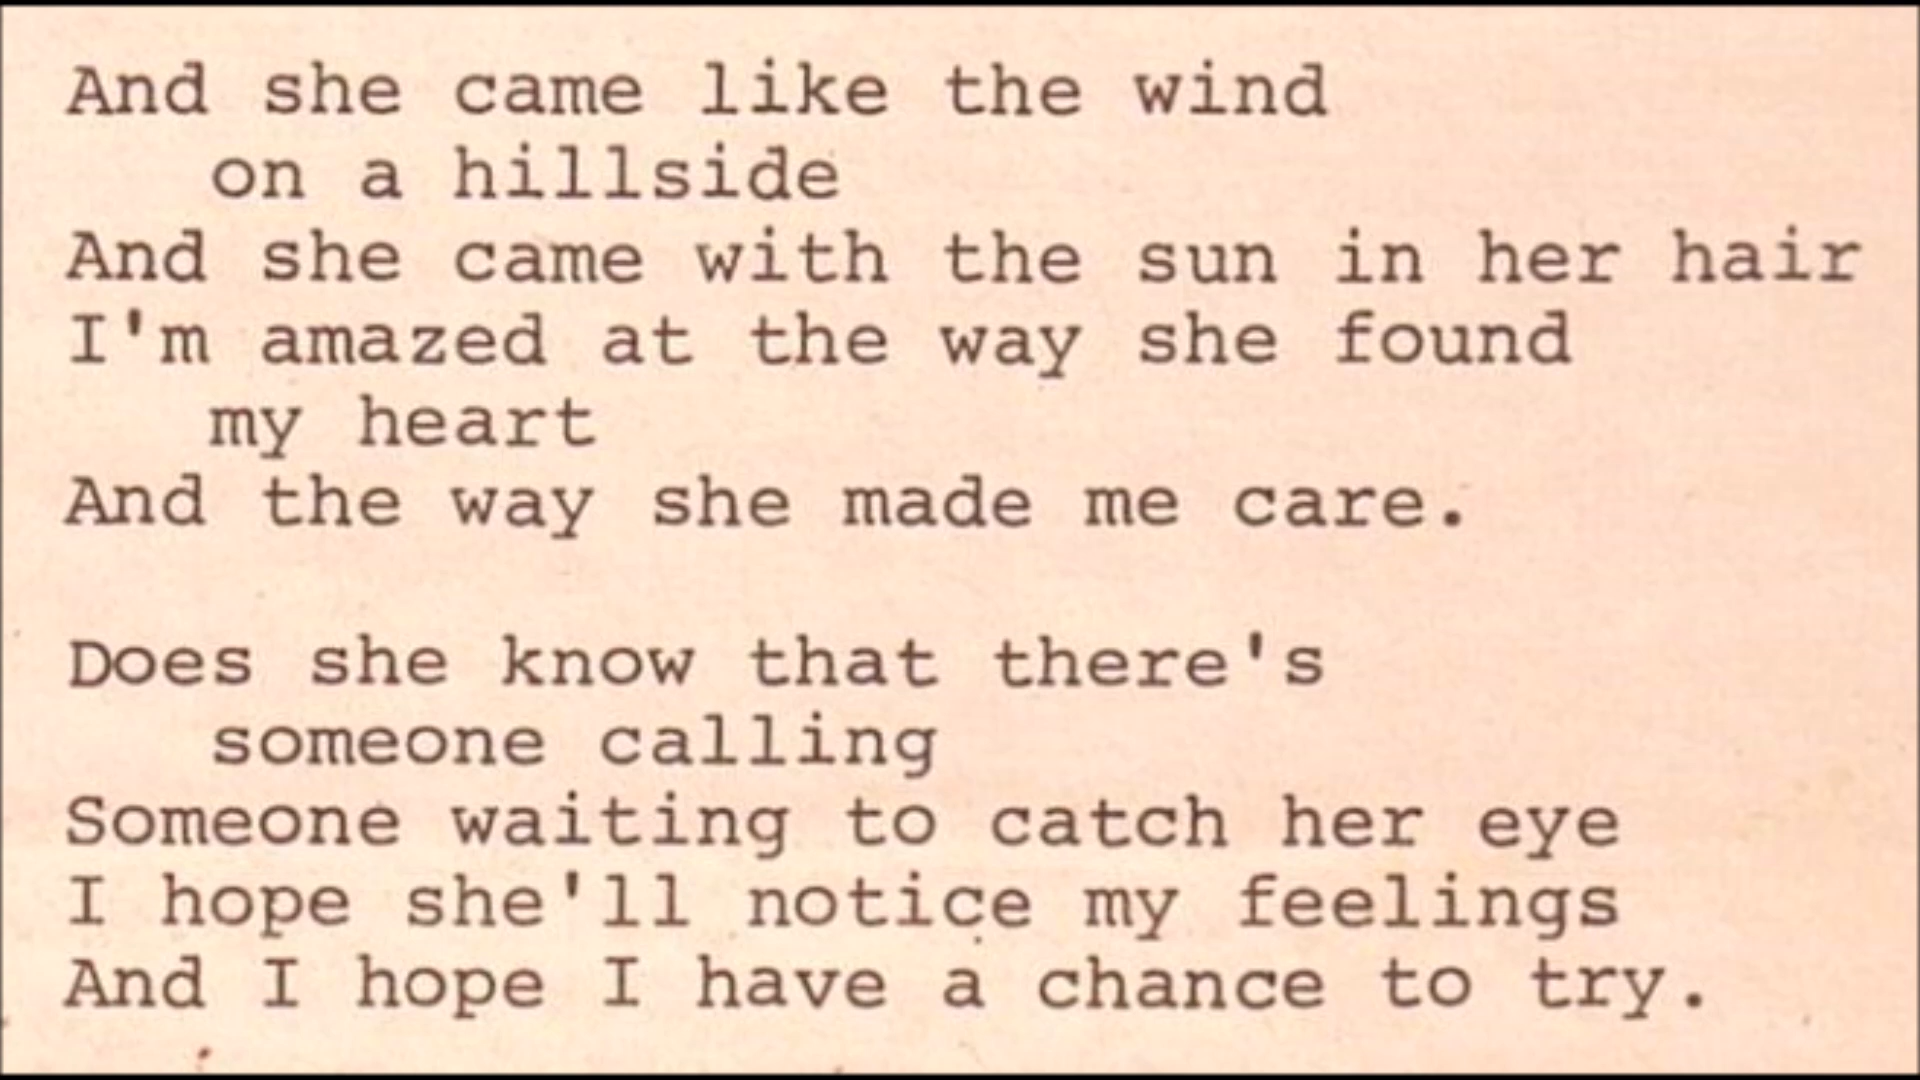 And she came like the wind
on a hillside
And she came with the sun in her hair
I'm amazed at the way she found
my heart
And the way she made me care.
Does she know that there's
someone calling
Someone waiting to catch her eye
I hope she'll notice my feelings
And I hope I have a chance to try.